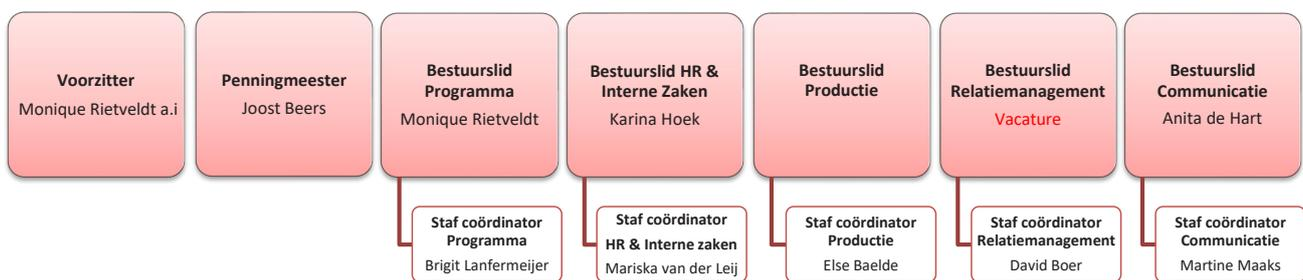 Voorzitter
Monique Rietveldt a.i
Penningmeester
Joost Beers
Bestuurslid
Programma
Monique Rietveldt
Bestuurslid HR &
Interne Zaken
Karina Hoek
Bestuurslid
Productie
Bestuurslid
Relatiemanagement
Vacature
Bestuurslid
Communicatie
Anita de Hart
Staf coördinator
Programma
Brigit Lanfermeijer
Staf coördinator
HR & Interne zaken
Mariska van der Leij
Staf coördinator
Productie
Else Baelde
Staf coördinator
Relatiemanagement
David Boer
Staf coördinator
Communicatie
Martine Maaks